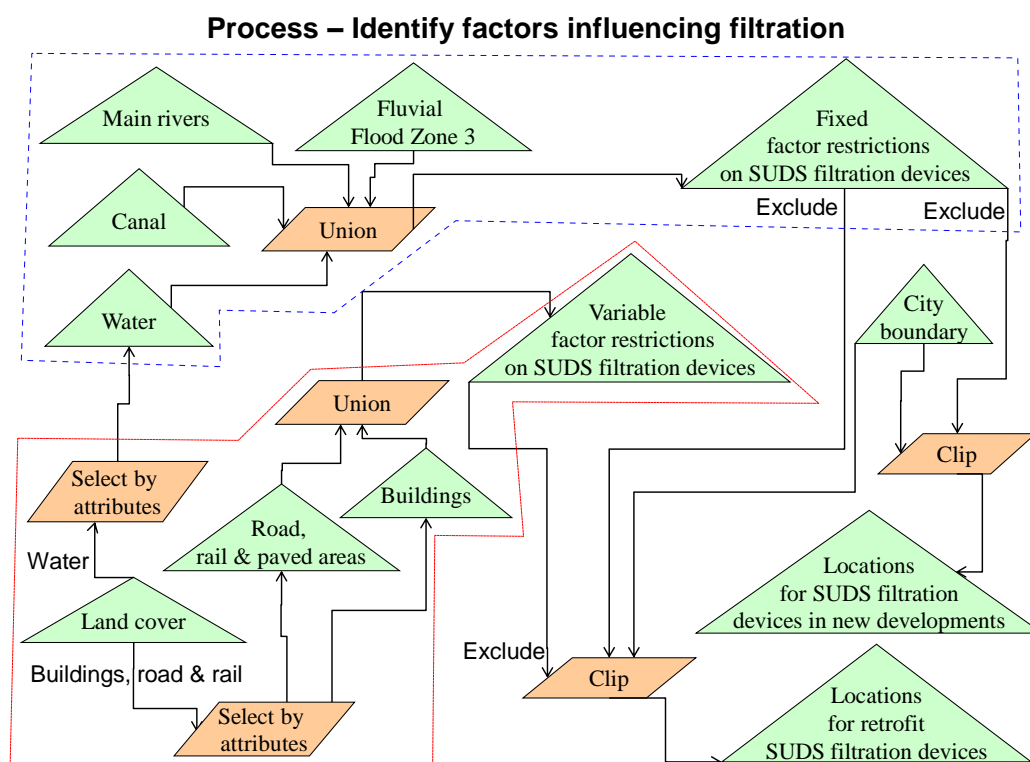 Process – Identify factors influencing filtration
Main rivers
Fluvial
Flood Zone 3
Fixed
factor restrictions
on SUDS filtration devices
Canal
Union
Exclude
Exclude
Water
Variable
factor restrictions
on SUDS filtration devices
City
boundary
Union
Clip
Select by
attributes
Buildings
Road,
rail & paved areas
Water
Land cover
Locations
for SUDS filtration
devices in new developments
Buildings, road & rail
Exclude
Clip
Select by
attributes
Locations
for retrofit
SUDS filtration devices